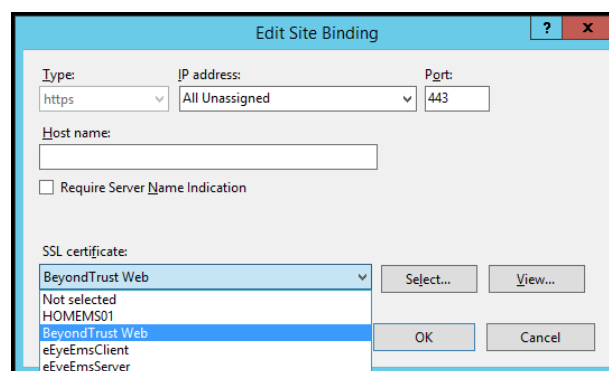 Edit Site Binding
? x
Type: IP address: Port:
https All Unassigned 443
Host name:
Require Server Name Indication
SSL certificate:
BeyondTrust Web Select... View...
Not selected
HOMEMS01
BeyondTrust Web OK Cancel
eEyeEmsClient
eEyeEmsServer